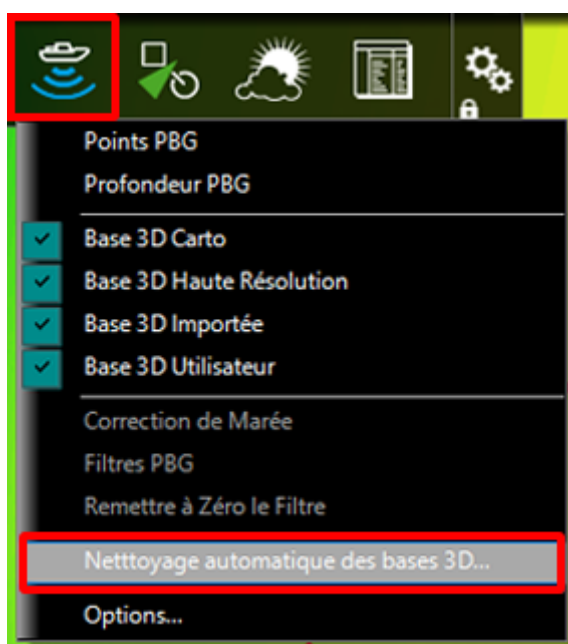 Points PBG
Profondeur PBG
Base 3D Carto
Base 3D Haute Résolution
Base 3D Importée
Base 3D Utilisateur
Correction de Marée
Filtres PBG
Remettre à Zéro le Filtre
Netttoyage automatique des bases 3D...
Options...